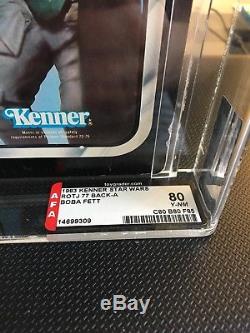 Kenner
toygrader.com
1983 KENNER STAR WARS
ROTJ 77 BACK-A
BOBA FETT
80
Y-NM
14699309
C80 B80 F85
AFA